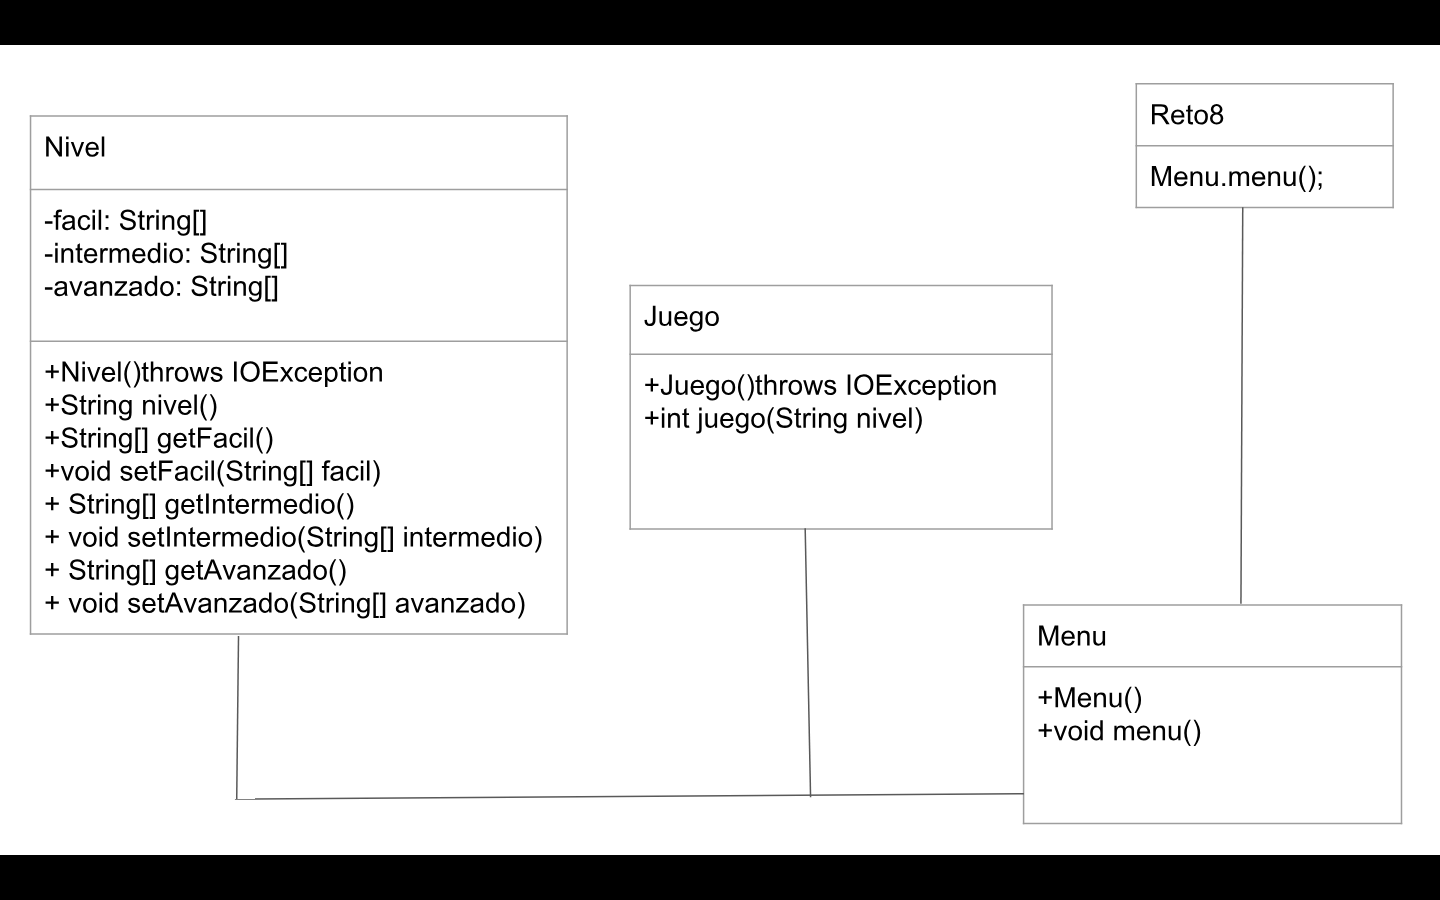 Nivel
-facil: String[]
-intermedio: String[]
-avanzado: String[]
+Nivel()throws IOException
+String nivel()
+String[] getFacil()
+void setFacil(String[] facil)
+ String[] getIntermedio()
+ void setIntermedio(String[] intermedio)
+ String[] getAvanzado()
+ void setAvanzado(String[] avanzado)
Juego
+Juego()throws IOException
+int juego(String nivel)
Reto8
Menu.menu();
Menu
+Menu()
+void menu()